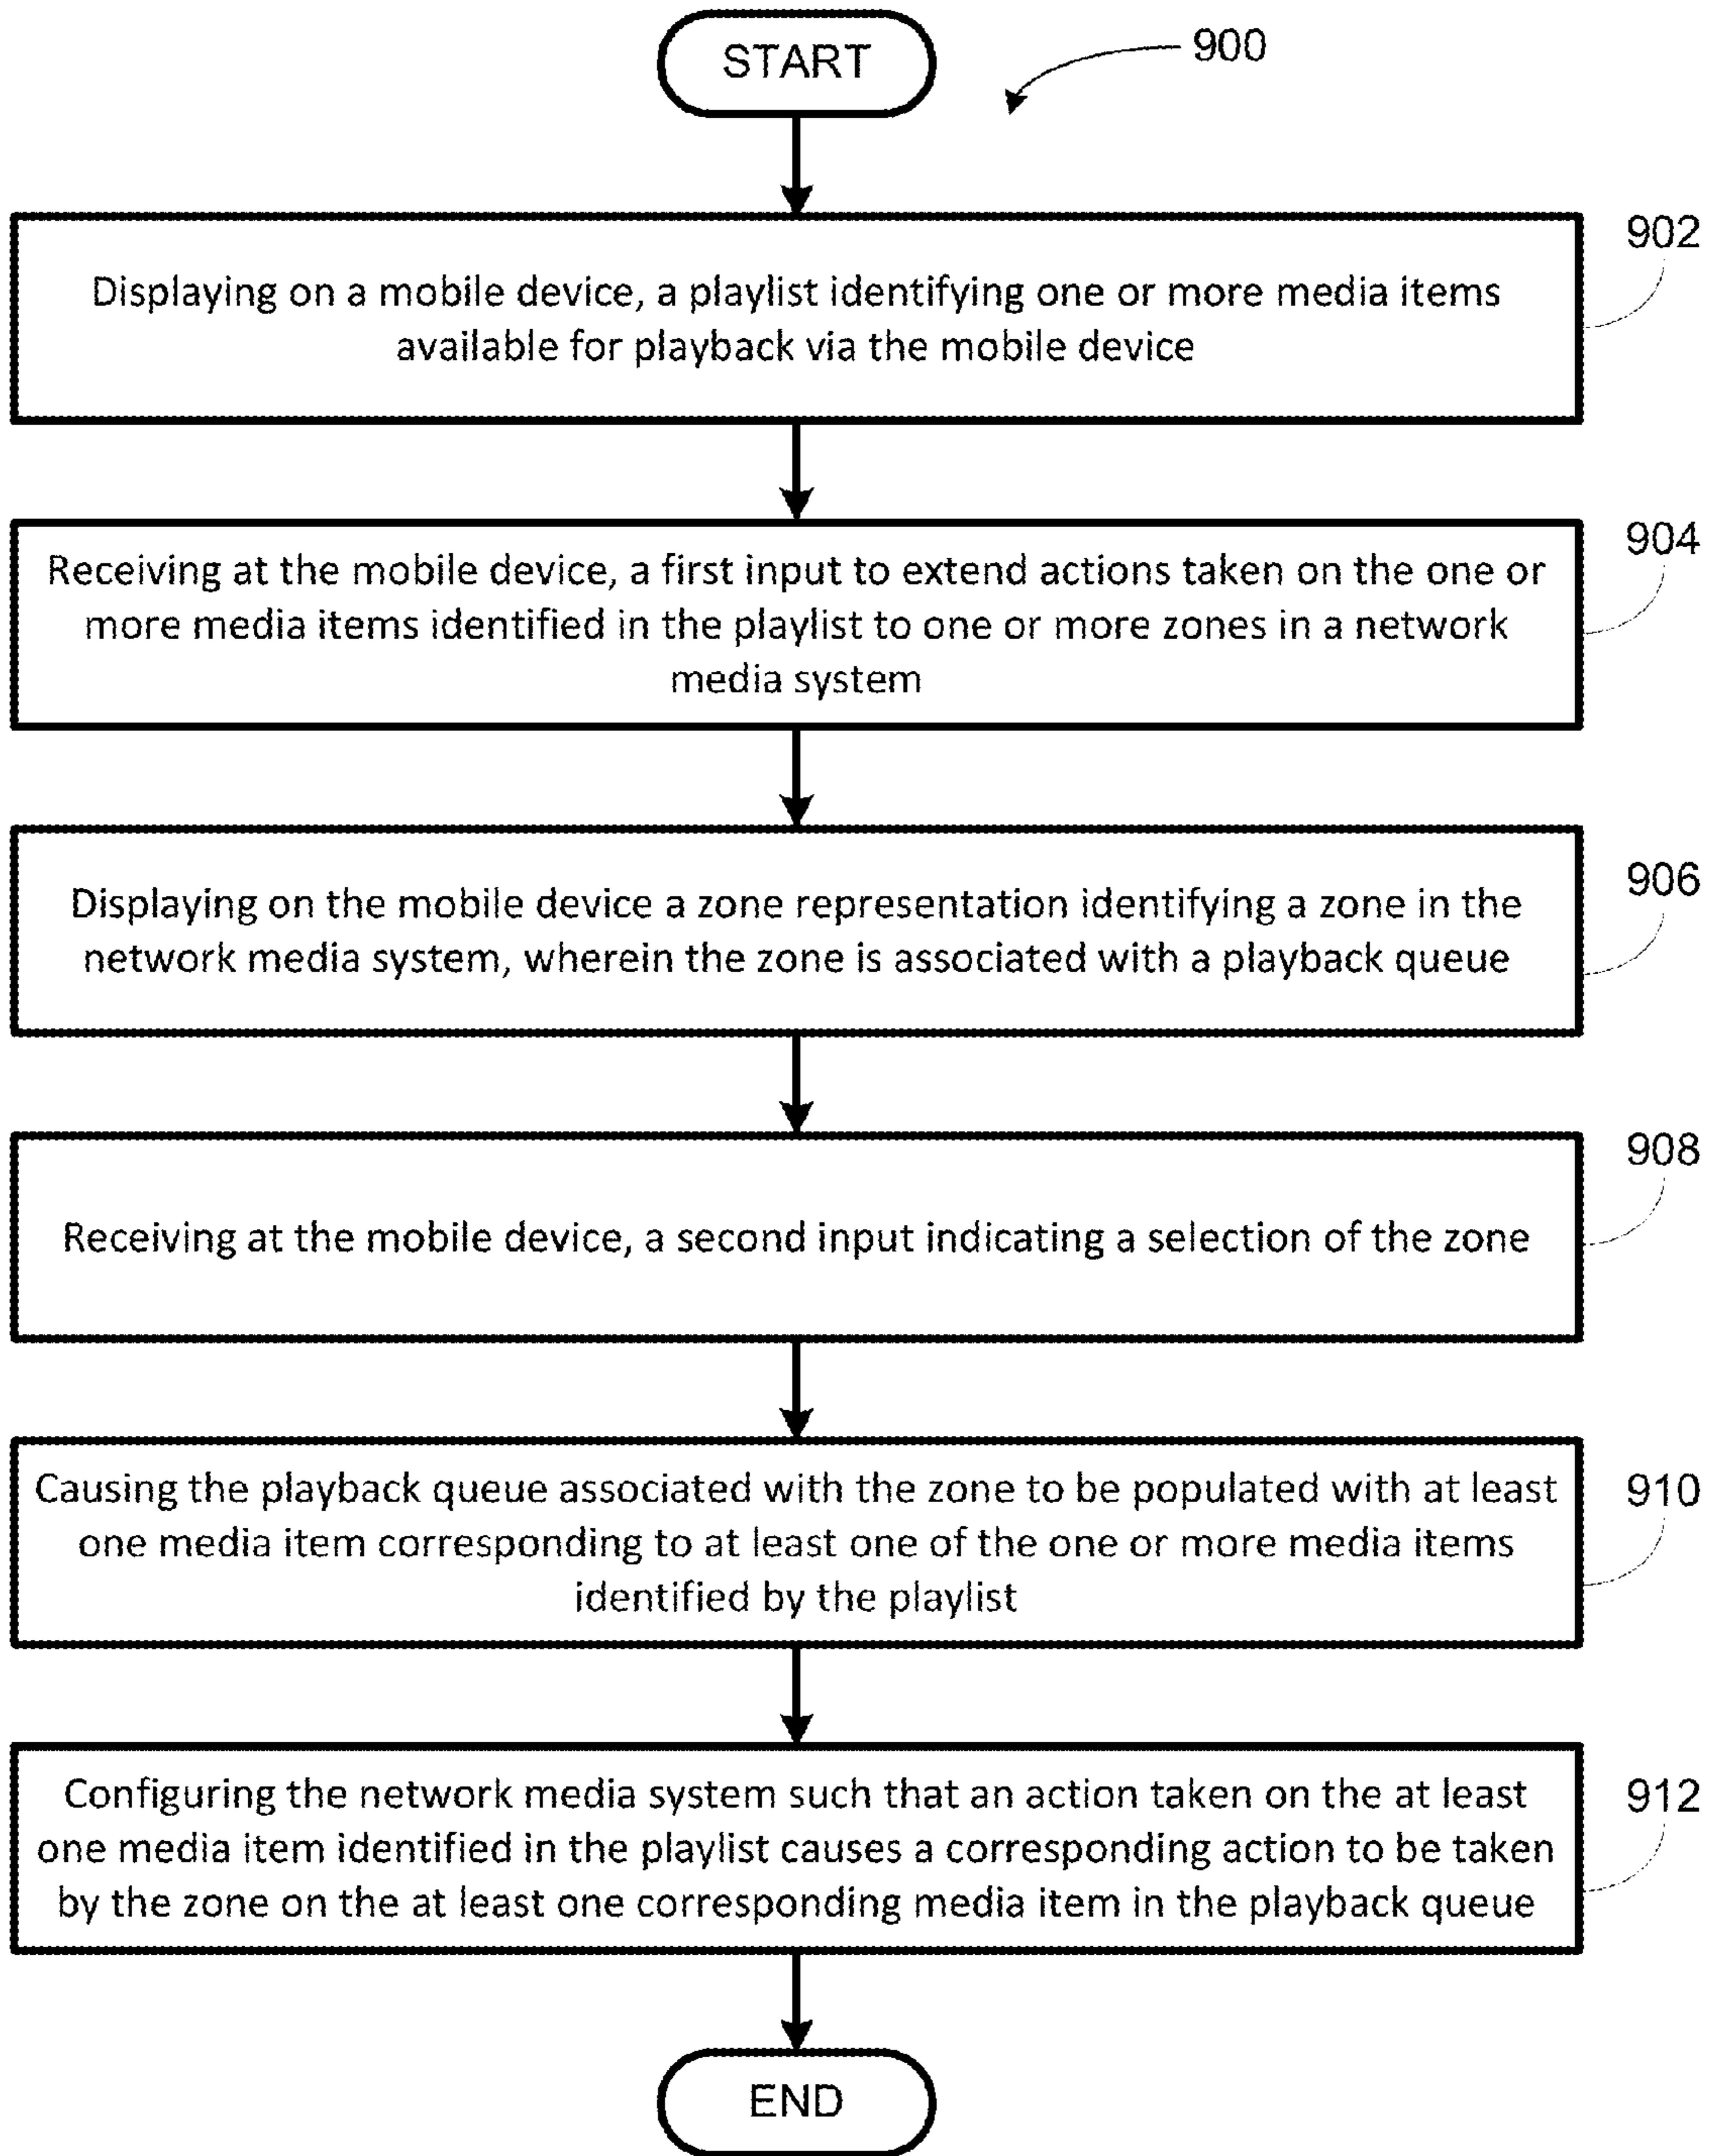 START
900
902
Displaying on a mobile device, a playlist identifying one or more media items
available for playback via the mobile device
904
Receiving at the mobile device, a first input to extend actions taken on the one or
more media items identified in the playlist to one or more zones in a network
media system
906
Displaying on the mobile device a zone representation identifying a zone in the
network media system, wherein the zone is associated with a playback queue
908
Receiving at the mobile device, a second input indicating a selection of the zone
910
Causing the playback queue associated with the zone to be populated with at least
one media item corresponding to at least one of the one or more media items
identified by the playlist
912
Configuring the network media system such that an action taken on the at least
one media item identified in the playlist causes a corresponding action to be taken
by the zone on the at least one corresponding media item in the playback queue
END